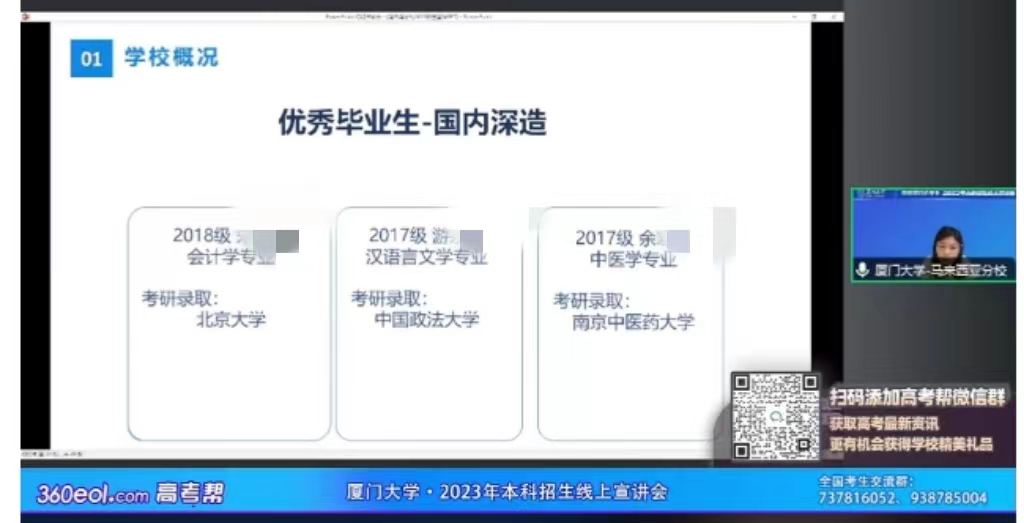 01 学校概况
优秀毕业生-国内深造
2018级
会计学专业
考研录取：
北京大学
2017级 游
汉语言文学专业
考研录取：
中国政法大学
2017级 余
中医学专业
考研录取：
南京中医药大学
厦门大学-马来西亚分校
扫码添加高考帮微信群
获取高考最新资讯
更有机会获得学校精美礼品
360eol.com 高考帮
厦门大学·2023年本科招生线上宣讲会
全国考生交流群：
737816052、938785004